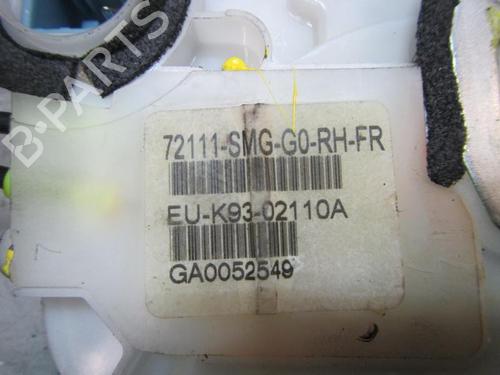 B-PARTS
72111-SMG-G0-RH-FR
EU-K93-02110A
GA0052549